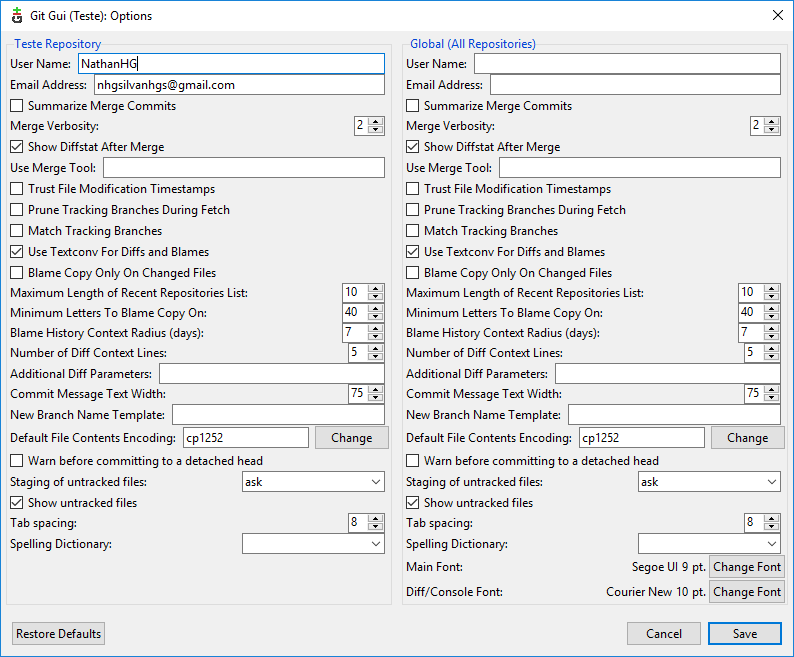 Git Gui (Teste): Options
Teste Repository
User Name: NathanHG
Email Address: nhgsilvanhgs@gmail.com
Summarize Merge Commits
Merge Verbosity: 2
Show Diffstat After Merge
Use Merge Tool:
Trust File Modification Timestamps
Prune Tracking Branches During Fetch
Match Tracking Branches
Use Textconv For Diffs and Blames
Blame Copy Only On Changed Files
Maximum Length of Recent Repositories List: 10
Minimum Letters To Blame Copy On: 40
Blame History Context Radius (days): 7
Number of Diff Context Lines: 5
Additional Diff Parameters:
Commit Message Text Width: 75
New Branch Name Template:
Default File Contents Encoding: cp1252 Change
Warn before committing to a detached head
Staging of untracked files: ask
Show untracked files
Tab spacing: 8
Spelling Dictionary:
Global (All Repositories)
User Name:
Email Address:
Summarize Merge Commits
Merge Verbosity: 2
Show Diffstat After Merge
Use Merge Tool:
Trust File Modification Timestamps
Prune Tracking Branches During Fetch
Match Tracking Branches
Use Textconv For Diffs and Blames
Blame Copy Only On Changed Files
Maximum Length of Recent Repositories List: 10
Minimum Letters To Blame Copy On: 40
Blame History Context Radius (days): 7
Number of Diff Context Lines: 5
Additional Diff Parameters:
Commit Message Text Width: 75
New Branch Name Template:
Default File Contents Encoding: cp1252 Change
Warn before committing to a detached head
Staging of untracked files: ask
Show untracked files
Tab spacing: 8
Spelling Dictionary:
Main Font: Segoe UI 9 pt. Change Font
Diff/Console Font: Courier New 10 pt. Change Font
Restore Defaults Cancel Save